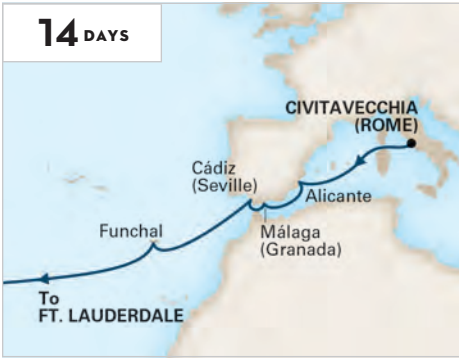 14 DAYS
CIVITAVECCHIA
(ROME)
Cádiz
(Seville)
Alicante
Málaga
(Granada)
Funchal
To
FT. LAUDERDALE